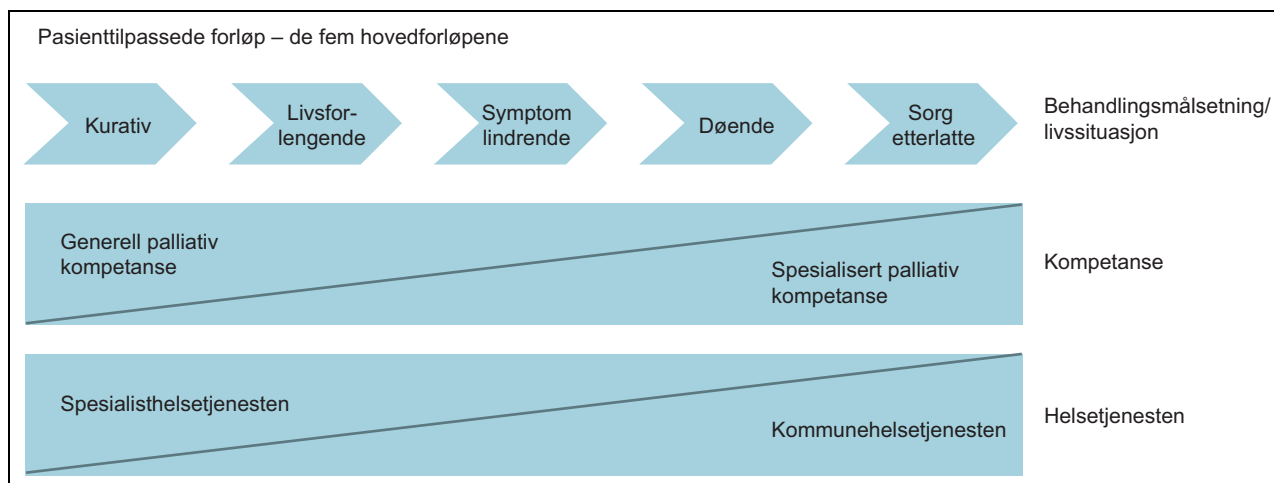 Pasienttilpassede forløp – de fem hovedforløpene
Kurativ
Livsfor-
lengende
Symptom
lindrende
Døende
Sorg
etterlatte
Behandlingsmålsetning/
livssituasjon
Generell palliativ
kompetanse
Spesialisert palliativ
kompetanse
Kompetanse
Spesialisthelsetjenesten
Kommunehelsetjenesten
Helsetjenesten